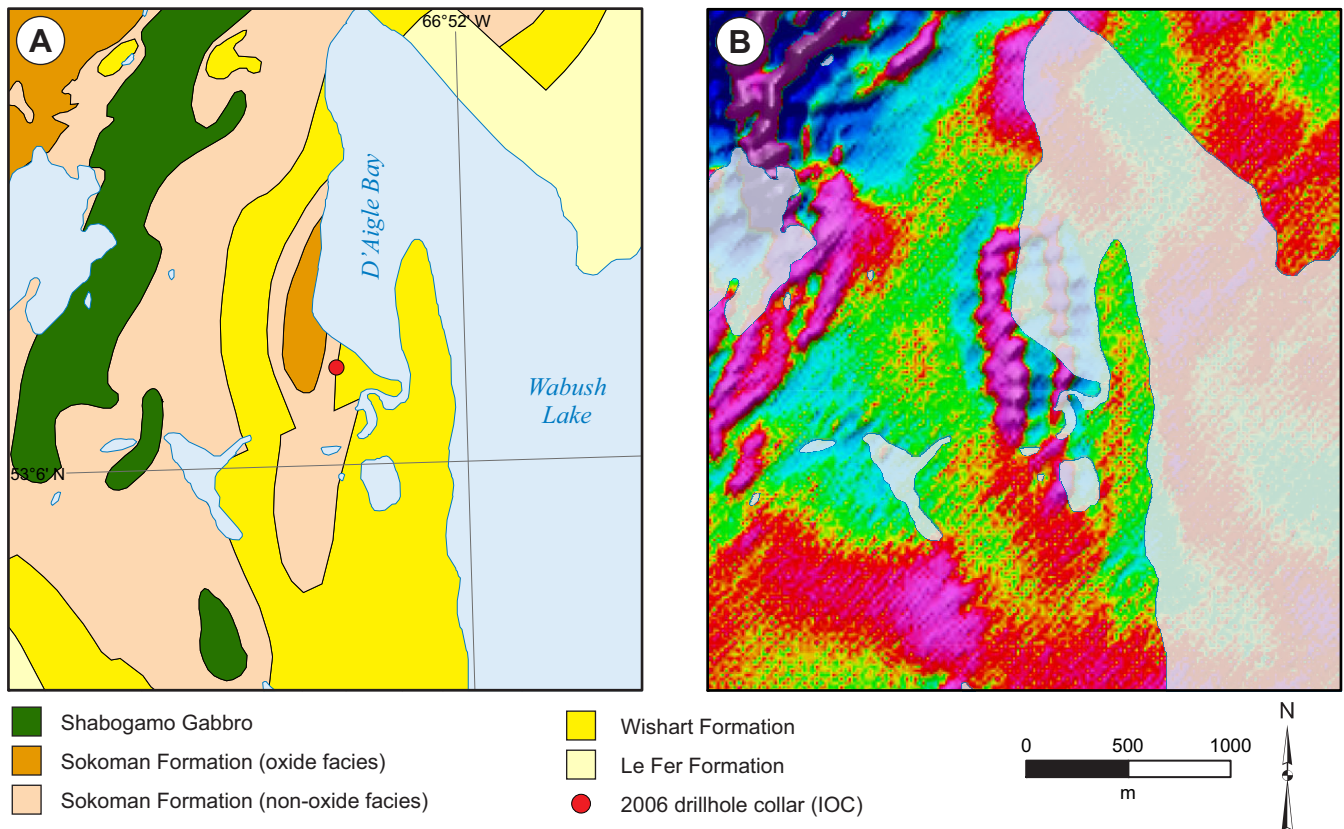 A
66°52' W
D'Aigle Bay
Wabush
Lake
53°6' N
B
Shabogamo Gabbro
Sokoman Formation (oxide facies)
Sokoman Formation (non-oxide facies)
Wishart Formation
Le Fer Formation
2006 drillhole collar (IOC)
0 500 1000
m
N